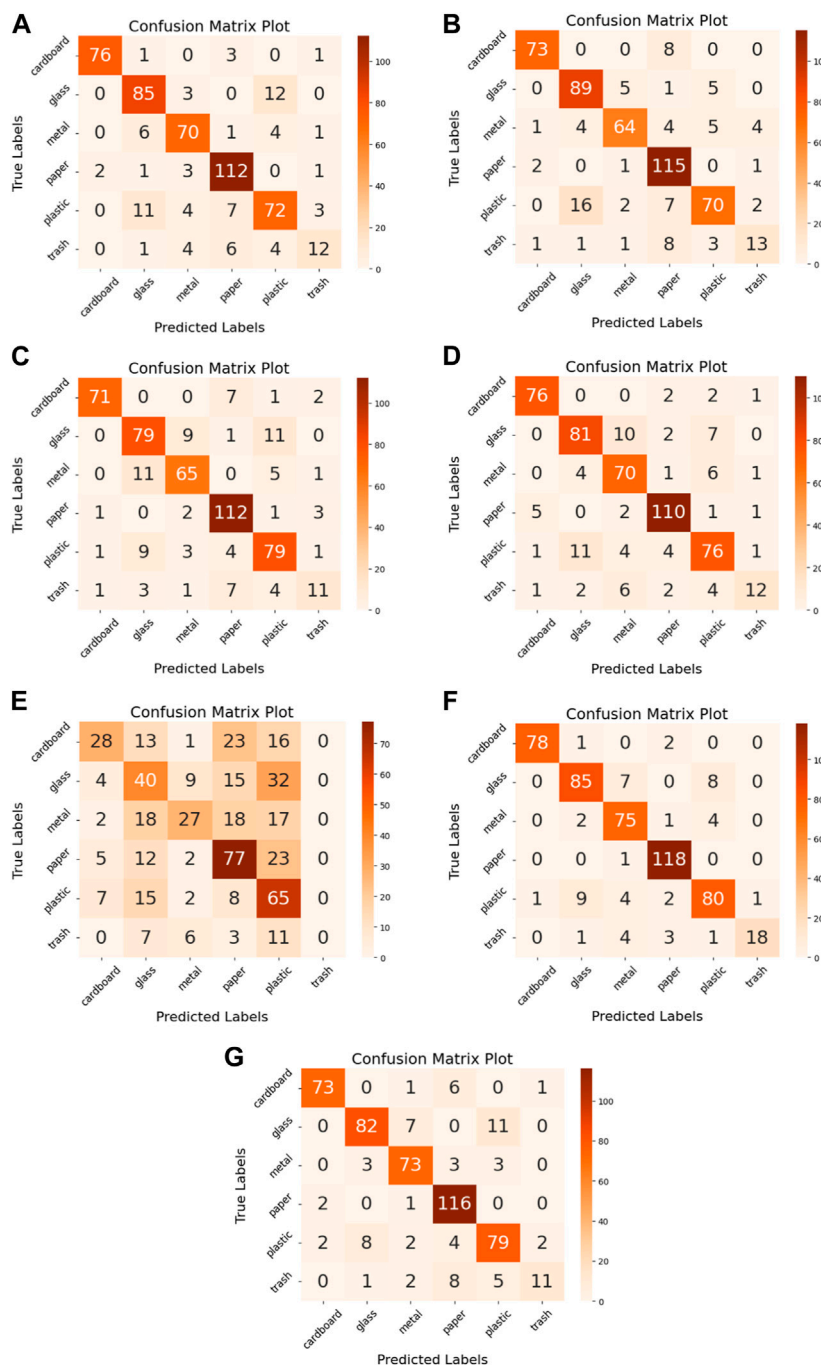 A
Confusion Matrix Plot
cardboard 76 1 0 3 0 1
glass 0 85 3 0 12 0
metal 0 6 70 1 4 1
paper 2 1 3 112 0 1
plastic 0 11 4 7 72 3
trash 0 1 4 6 4 12
True Labels
cardboard glass metal paper plastic trash
Predicted Labels
100
80
60
40
20
0
B
Confusion Matrix Plot
cardboard 73 0 0 8 0 0
glass 0 89 5 1 5 0
metal 1 4 64 4 5 4
paper 2 0 1 115 0 1
plastic 0 16 2 7 70 2
trash 1 1 1 8 3 13
True Labels
cardboard glass metal paper plastic trash
Predicted Labels
100
80
60
40
20
0
C
Confusion Matrix Plot
cardboard 71 0 0 7 1 2
glass 0 79 9 1 11 0
metal 0 11 65 0 5 1
paper 1 0 2 112 1 3
plastic 1 9 3 4 79 1
trash 1 3 1 7 4 11
True Labels
cardboard glass metal paper plastic trash
Predicted Labels
100
80
60
40
20
0
D
Confusion Matrix Plot
cardboard 76 0 0 2 2 1
glass 0 81 10 2 7 0
metal 0 4 70 1 6 1
paper 5 0 2 110 1 1
plastic 1 11 4 4 76 1
trash 1 2 6 2 4 12
True Labels
cardboard glass metal paper plastic trash
Predicted Labels
80
60
40
20
0
E
Confusion Matrix Plot
cardboard 28 13 1 23 16 0
glass 4 40 9 15 32 0
metal 2 18 27 18 17 0
paper 5 12 2 77 23 0
plastic 7 15 2 8 65 0
trash 0 7 6 3 11 0
True Labels
cardboard glass metal paper plastic trash
Predicted Labels
70
60
50
40
30
20
10
0
F
Confusion Matrix Plot
cardboard 78 1 0 2 0 0
glass 0 85 7 0 8 0
metal 0 2 75 1 4 0
paper 0 0 1 118 0 0
plastic 1 9 4 2 80 1
trash 0 1 4 3 1 18
True Labels
cardboard glass metal paper plastic trash
Predicted Labels
80
60
40
20
0
G
Confusion Matrix Plot
cardboard 73 0 1 6 0 1
glass 0 82 7 0 11 0
metal 0 3 73 3 3 0
paper 2 0 1 116 0 0
plastic 2 8 2 4 79 2
trash 0 1 2 8 5 11
True Labels
cardboard glass metal paper plastic trash
Predicted Labels
100
80
60
40
20
0